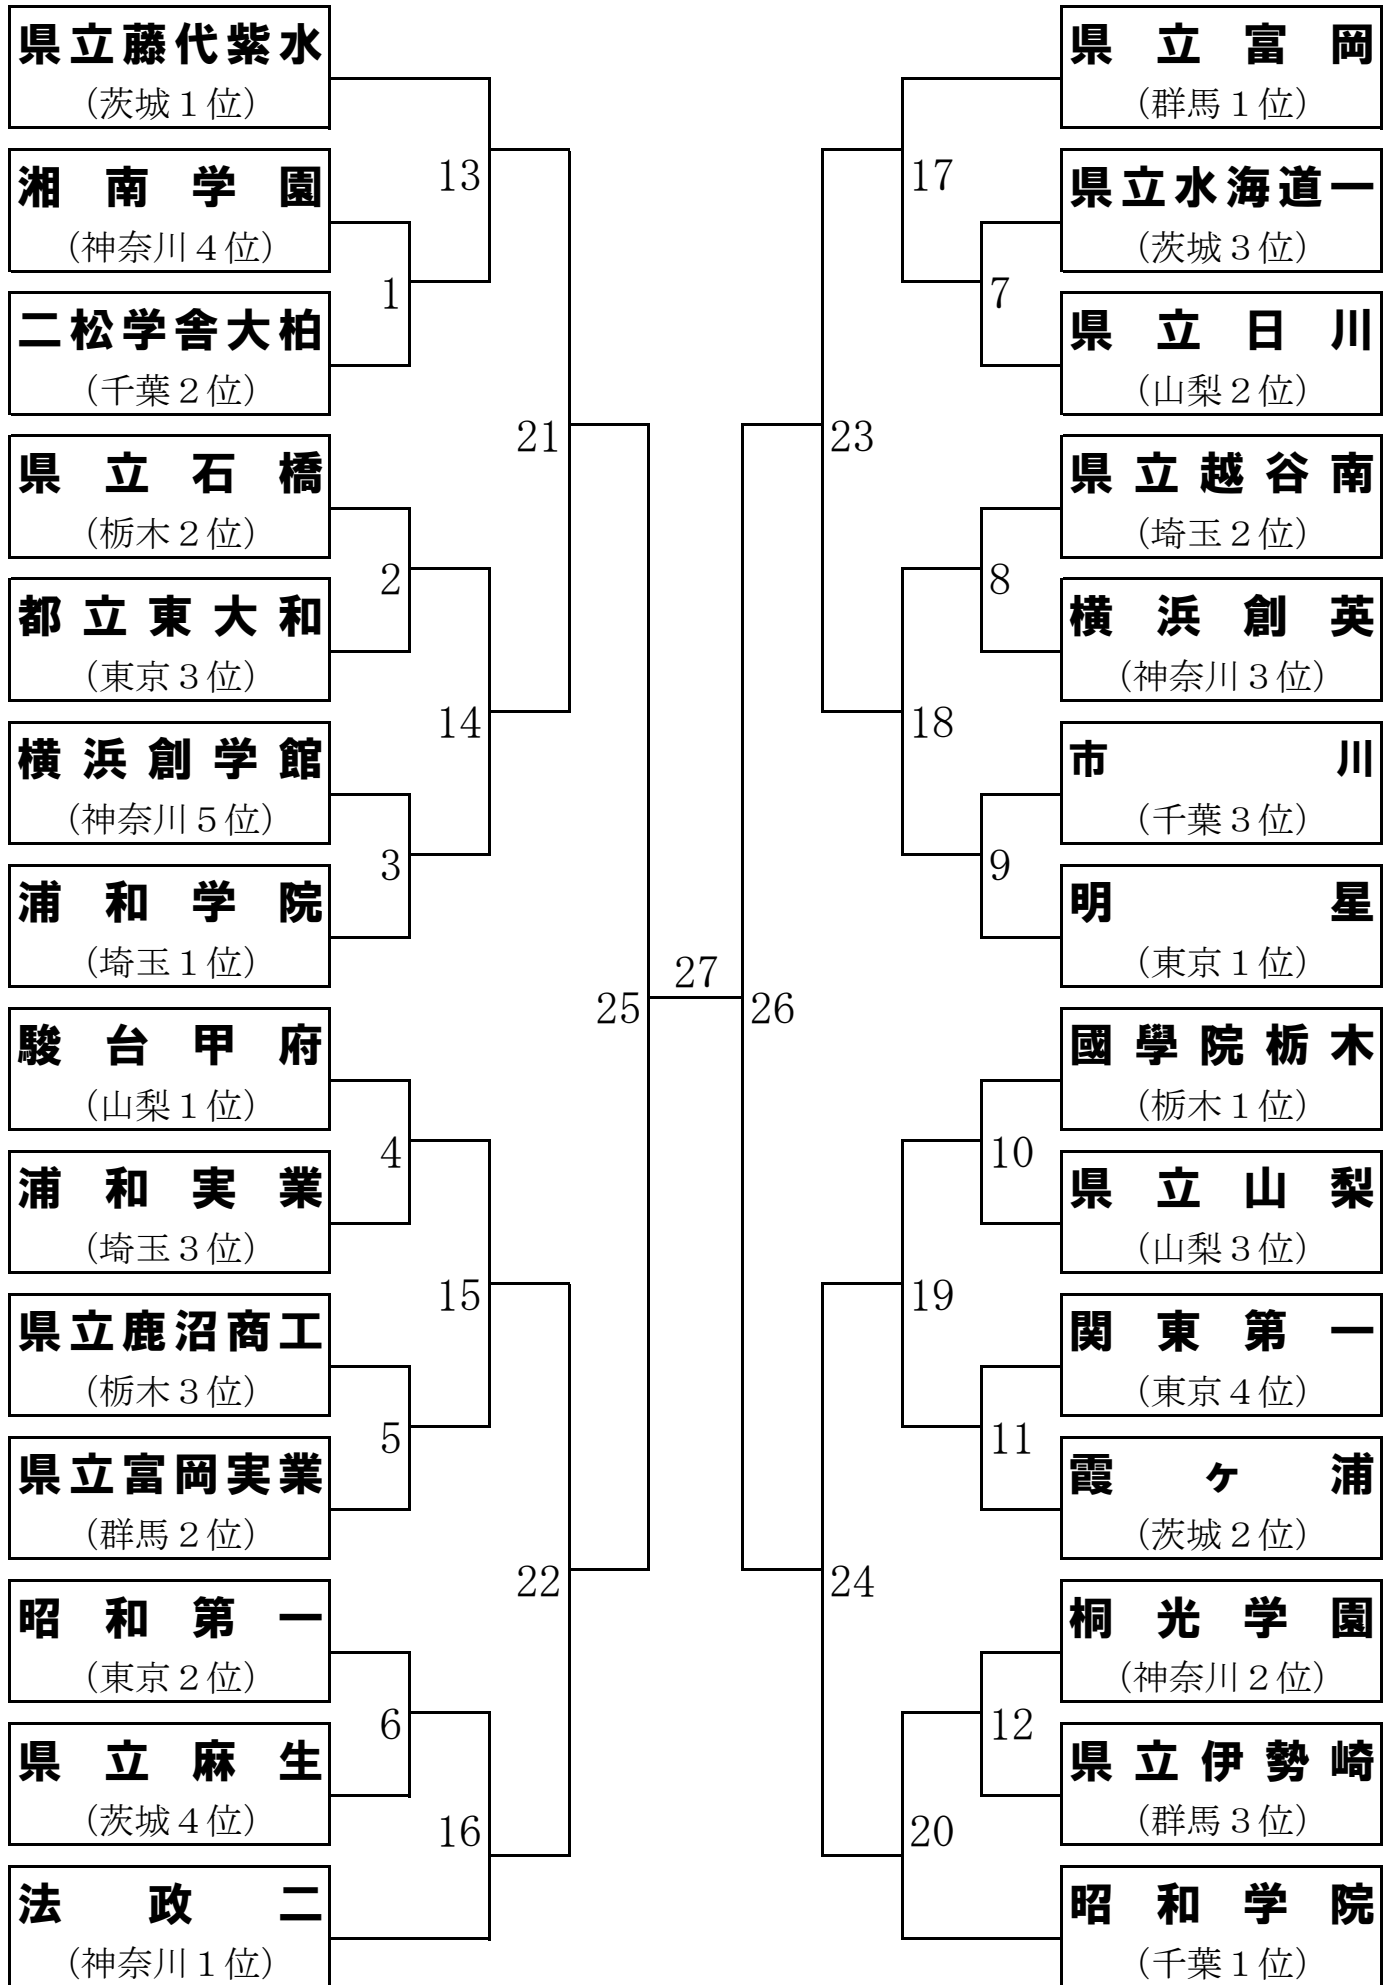 県立藤代紫水
（茨城１位）
湘南学園
（神奈川４位）
二松学舎大柏
（千葉２位）
県立石橋
（栃木２位）
都立東大和
（東京３位）
横浜創学館
（神奈川５位）
浦和学院
（埼玉１位）
駿台甲府
（山梨１位）
浦和実業
（埼玉３位）
県立鹿沼商工
（栃木３位）
県立富岡実業
（群馬２位）
昭和第一
（東京２位）
県立麻生
（茨城４位）
法政二
（神奈川１位）
1
2
3
4
5
6
13
14
15
16
21
22
25
27
26
23
24
17
18
19
20
7
8
9
10
11
12
県立富岡
（群馬１位）
県立水海道一
（茨城３位）
県立日川
（山梨２位）
県立越谷南
（埼玉２位）
横浜創英
（神奈川３位）
市川
（千葉３位）
明星
（東京１位）
國學院栃木
（栃木１位）
県立山梨
（山梨３位）
関東第一
（東京４位）
霞ヶ浦
（茨城２位）
桐光学園
（神奈川２位）
県立伊勢崎
（群馬３位）
昭和学院
（千葉１位）